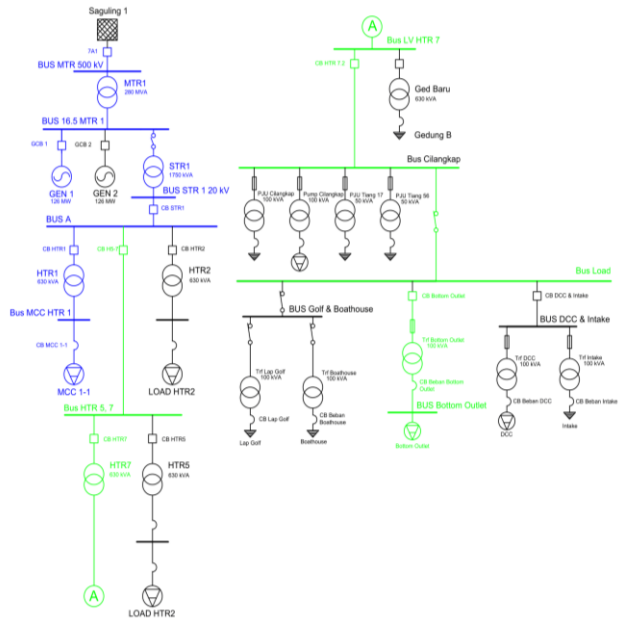 Saguling 1
7A1
BUS MTR 500 kV
MTR1
280 MVA
BUS 16.5 MTR 1
GCB 1
GCB 2
GEN 1
126 MW
GEN 2
126 MW
STR1
1750 kVA
BUS STR 1 20 kV
CB STR1
BUS A
CB HTR1
CB H5-7
CB HTR2
HTR1
630 kVA
HTR2
630 kVA
Bus MCC HTR 1
CB MCC 1-1
MCC 1-1
LOAD HTR2
Bus HTR 5, 7
CB HTR7
CB HTR5
HTR7
630 kVA
HTR5
630 kVA
A
LOAD HTR2
A
Bus LV HTR 7
CB HTR 7.2
Ged Baru
630 kVA
Gedung B
Bus Cilangkap
PJU Cilangkap
100 kVA
Pump Cilangkap
100 kVA
PJU Tiang 17
50 kVA
PJU Tiang 56
50 kVA
Bus Load
BUS Golf & Boathouse
CB Bottom Outlet
CB DCC & Intake
BUS DCC & Intake
Trf Lap Golf
100 kVA
Trf Boathouse
100 kVA
Trf Bottom Outlet
100 kVA
Trf DCC
100 kVA
Trf Intake
100 kVA
CB Lap Golf
CB Beban
Boathouse
CB Beban Bottom
Outlet
CB Beban DCC
CB Beban Intake
BUS Bottom Outlet
Lap Golf
Boathouse
Bottom Outlet
DCC
Intake